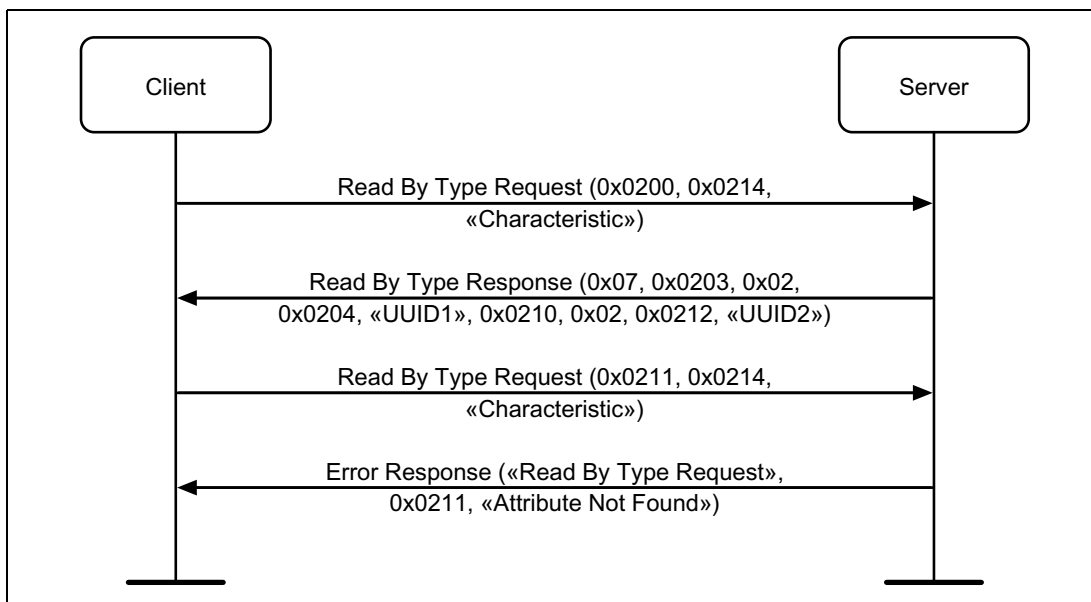 Client
Server
Read By Type Request (0x0200, 0x0214,
«Characteristic»)
Read By Type Response (0x07, 0x0203, 0x02,
0x0204, «UUID1», 0x0210, 0x02, 0x0212, «UUID2»)
Read By Type Request (0x0211, 0x0214,
«Characteristic»)
Error Response («Read By Type Request»,
0x0211, «Attribute Not Found»)